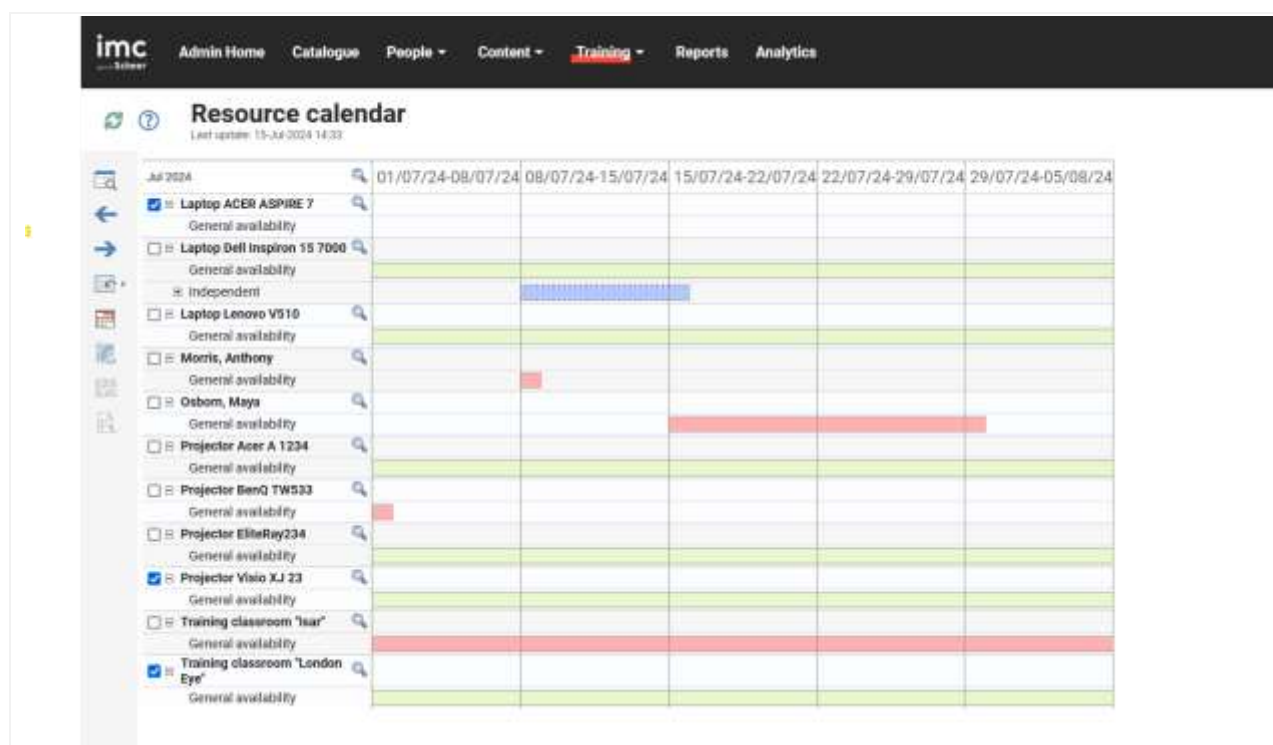 imc
Scheer
Admin Home Catalogue People Content Training Reports Analytics
Resource calendar
Last update: 15-Jul-2024 14:33
Jul 2024 01/07/24-08/07/24 08/07/24-15/07/24 15/07/24-22/07/24 22/07/24-29/07/24 29/07/24-05/08/24
Laptop ACER ASPIRE 7
General availability
Laptop Dell Inspiron 15 7000
General availability
Independent
Laptop Lenovo V510
General availability
Morris, Anthony
General availability
Osborn, Maya
General availability
Projector Acer A 1234
General availability
Projector BenQ TW533
General availability
Projector EliteRay234
General availability
Projector Visio XJ 23
General availability
Training classroom "Isar"
General availability
Training classroom "London
Eye"
General availability